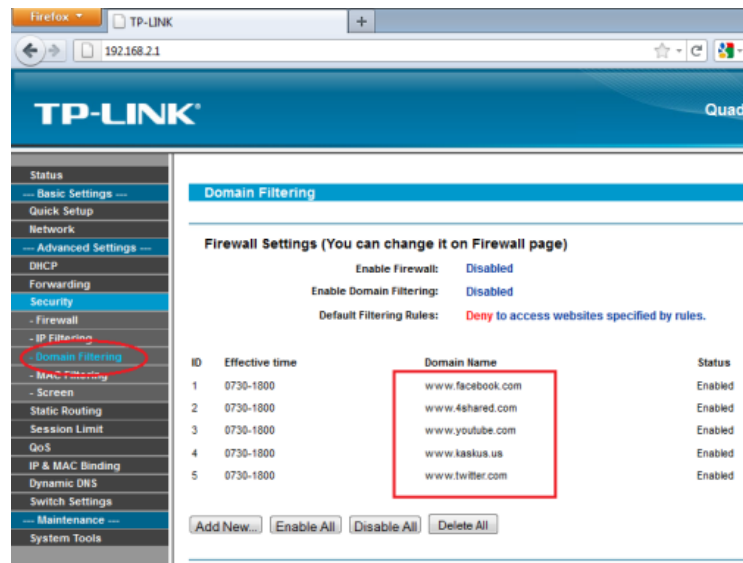 Firefox
TP-LINK
+
192.168.2.1
TP-LINK®
Quad
Status
--- Basic Settings ---
Quick Setup
Network
--- Advanced Settings ---
DHCP
Forwarding
Security
- Firewall
- IP Filtering
- Domain Filtering
- MAC Filtering
- Screen
Static Routing
Session Limit
QoS
IP & MAC Binding
Dynamic DNS
Switch Settings
--- Maintenance ---
System Tools
Domain Filtering
Firewall Settings (You can change it on Firewall page)
Enable Firewall: Disabled
Enable Domain Filtering: Disabled
Default Filtering Rules: Deny to access websites specified by rules.
ID Effective time Domain Name Status
1 0730-1800 www.facebook.com Enabled
2 0730-1800 www.4shared.com Enabled
3 0730-1800 www.youtube.com Enabled
4 0730-1800 www.kaskus.us Enabled
5 0730-1800 www.twitter.com Enabled
Add New... Enable All Disable All Delete All